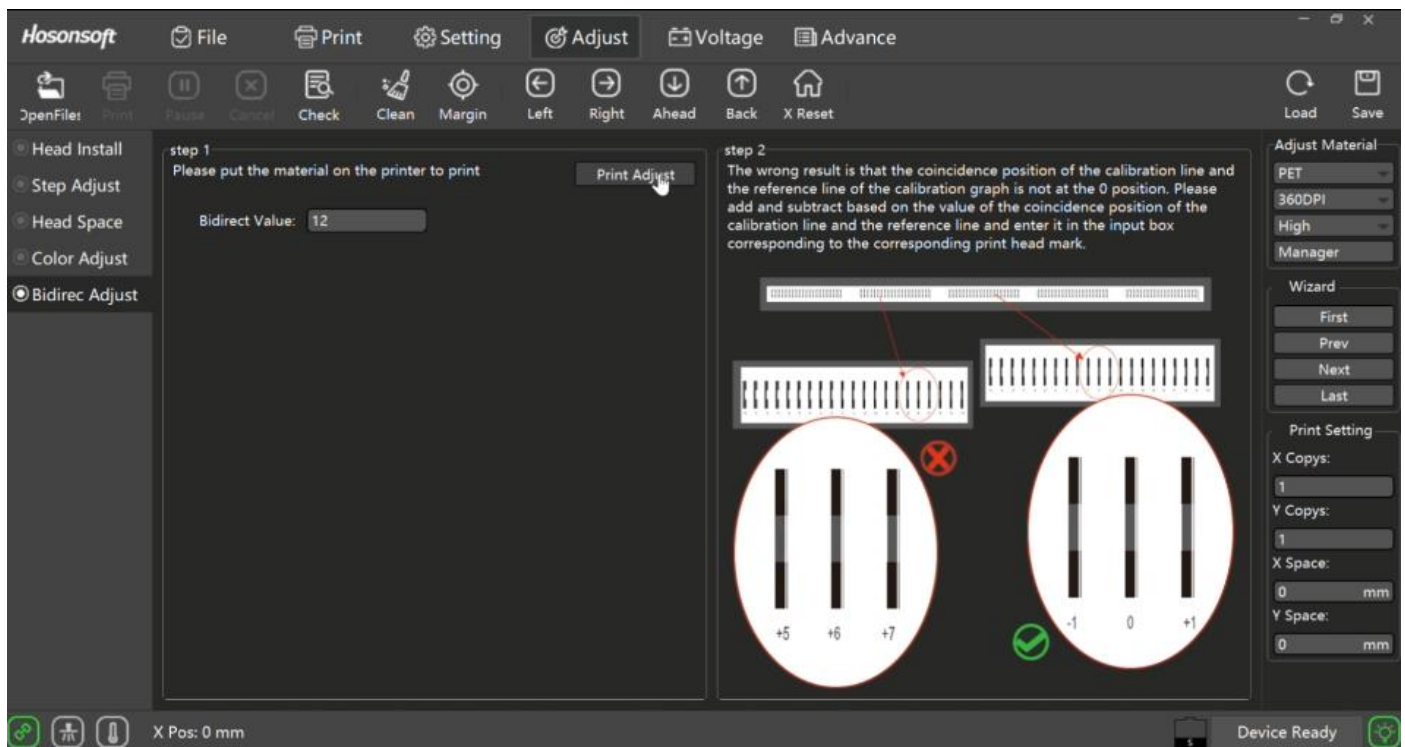 Hosonsoft
File
Print
Setting
Adjust
Voltage
Advance
OpenFiles
Print
Pause
Cancel
Check
Clean
Margin
Left
Right
Ahead
Back
X Reset
Load
Save
Head Install
Step Adjust
Head Space
Color Adjust
Bidirec Adjust
step 1
Please put the material on the printer to print
Print Adjust
Bidirect Value: 12
step 2
The wrong result is that the coincidence position of the calibration line and
the reference line of the calibration graph is not at the 0 position. Please
add and subtract based on the value of the coincidence position of the
calibration line and the reference line and enter it in the input box
corresponding to the corresponding print head mark.
+5 +6 +7
-1 0 +1
Adjust Material
PET
360DPI
High
Manager
Wizard
First
Prev
Next
Last
Print Setting
X Copys:
1
Y Copys:
1
X Space:
0 mm
Y Space:
0 mm
X Pos: 0 mm
Device Ready